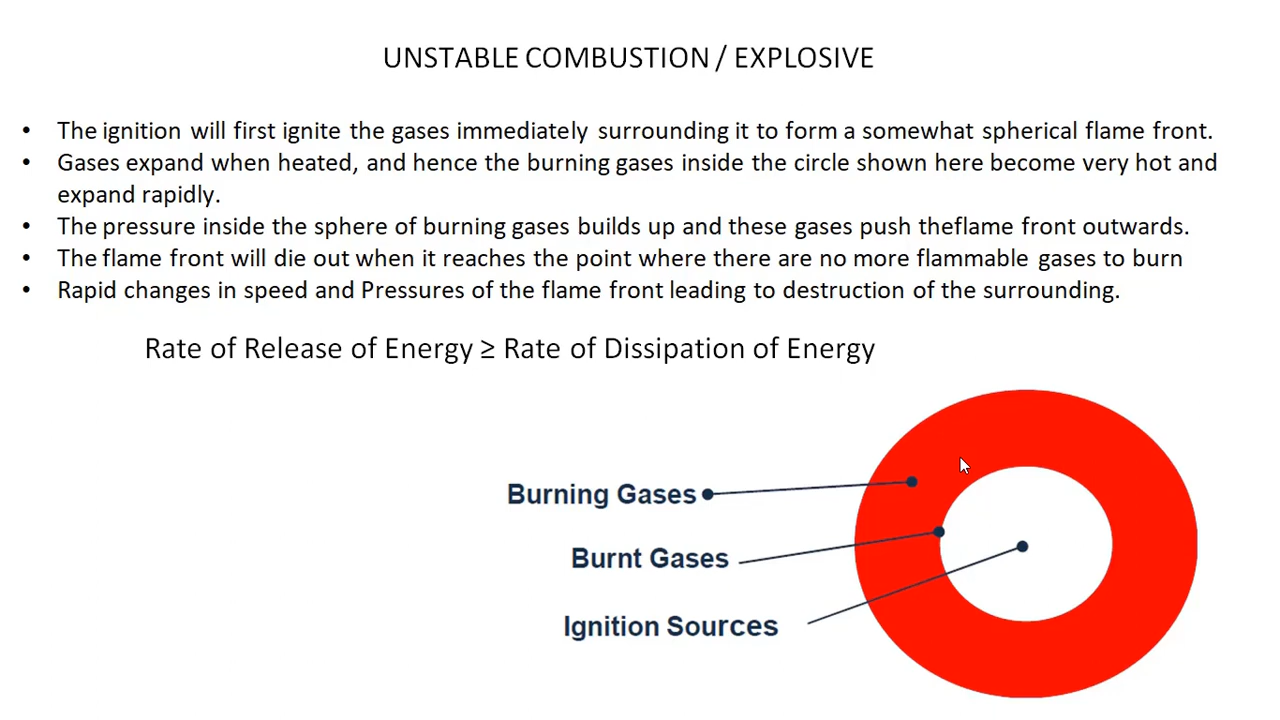 UNSTABLE COMBUSTION / EXPLOSIVE
• The ignition will first ignite the gases immediately surrounding it to form a somewhat spherical flame front.
• Gases expand when heated, and hence the burning gases inside the circle shown here become very hot and
expand rapidly.
• The pressure inside the sphere of burning gases builds up and these gases push theflame front outwards.
• The flame front will die out when it reaches the point where there are no more flammable gases to burn
• Rapid changes in speed and Pressures of the flame front leading to destruction of the surrounding.
Rate of Release of Energy ≥ Rate of Dissipation of Energy
Burning Gases
Burnt Gases
Ignition Sources